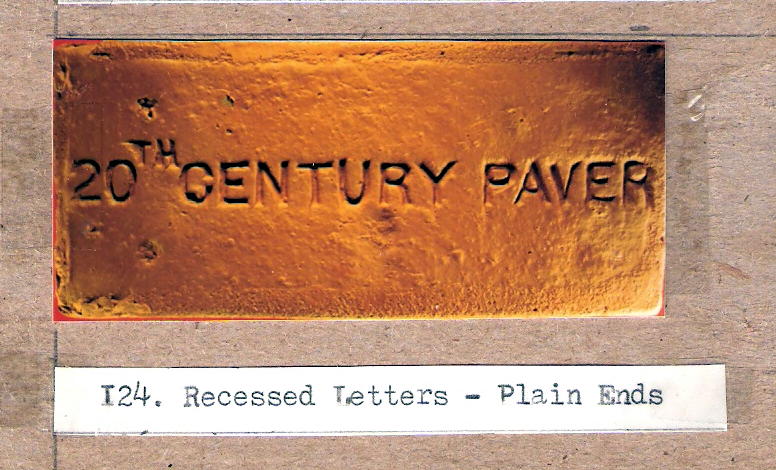 20TH CENTURY PAVER
I24. Recessed Letters - Plain Ends